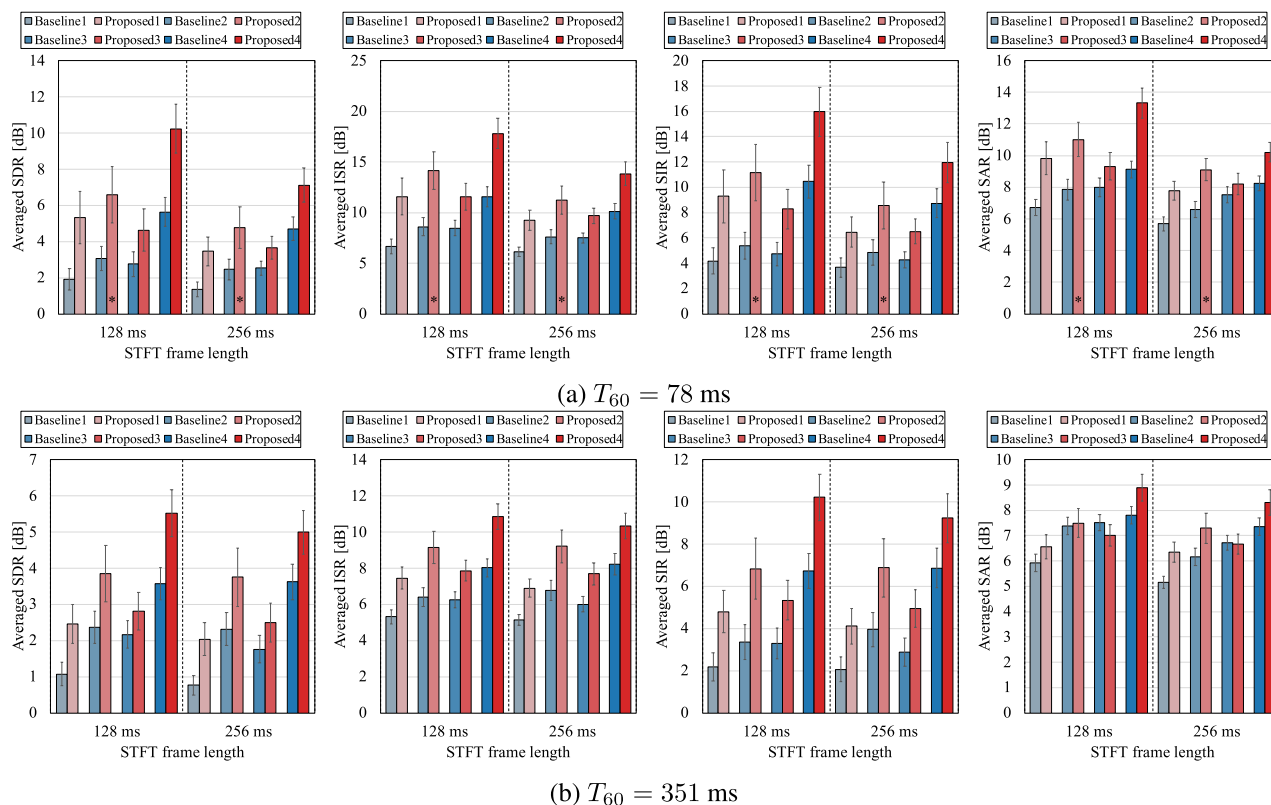 Baseline1 Proposed1 Baseline2 Proposed2
Baseline3 Proposed3 Baseline4 Proposed4
Averaged SDR [dB]
14
12
10
8
6
4
2
0
*
*
128 ms 256 ms
STFT frame length
Baseline1 Proposed1 Baseline2 Proposed2
Baseline3 Proposed3 Baseline4 Proposed4
Averaged ISR [dB]
25
20
15
10
5
0
*
*
128 ms 256 ms
STFT frame length
Baseline1 Proposed1 Baseline2 Proposed2
Baseline3 Proposed3 Baseline4 Proposed4
Averaged SIR [dB]
20
18
16
14
12
10
8
6
4
2
0
*
*
128 ms 256 ms
STFT frame length
Baseline1 Proposed1 Baseline2 Proposed2
Baseline3 Proposed3 Baseline4 Proposed4
Averaged SAR [dB]
16
14
12
10
8
6
4
2
0
*
*
128 ms 256 ms
STFT frame length
(a) T60 = 78 ms
Baseline1 Proposed1 Baseline2 Proposed2
Baseline3 Proposed3 Baseline4 Proposed4
Averaged SDR [dB]
7
6
5
4
3
2
1
0
128 ms 256 ms
STFT frame length
Baseline1 Proposed1 Baseline2 Proposed2
Baseline3 Proposed3 Baseline4 Proposed4
Averaged ISR [dB]
14
12
10
8
6
4
2
0
128 ms 256 ms
STFT frame length
Baseline1 Proposed1 Baseline2 Proposed2
Baseline3 Proposed3 Baseline4 Proposed4
Averaged SIR [dB]
12
10
8
6
4
2
0
128 ms 256 ms
STFT frame length
Baseline1 Proposed1 Baseline2 Proposed2
Baseline3 Proposed3 Baseline4 Proposed4
Averaged SAR [dB]
10
9
8
7
6
5
4
3
2
1
0
128 ms 256 ms
STFT frame length
(b) T60 = 351 ms